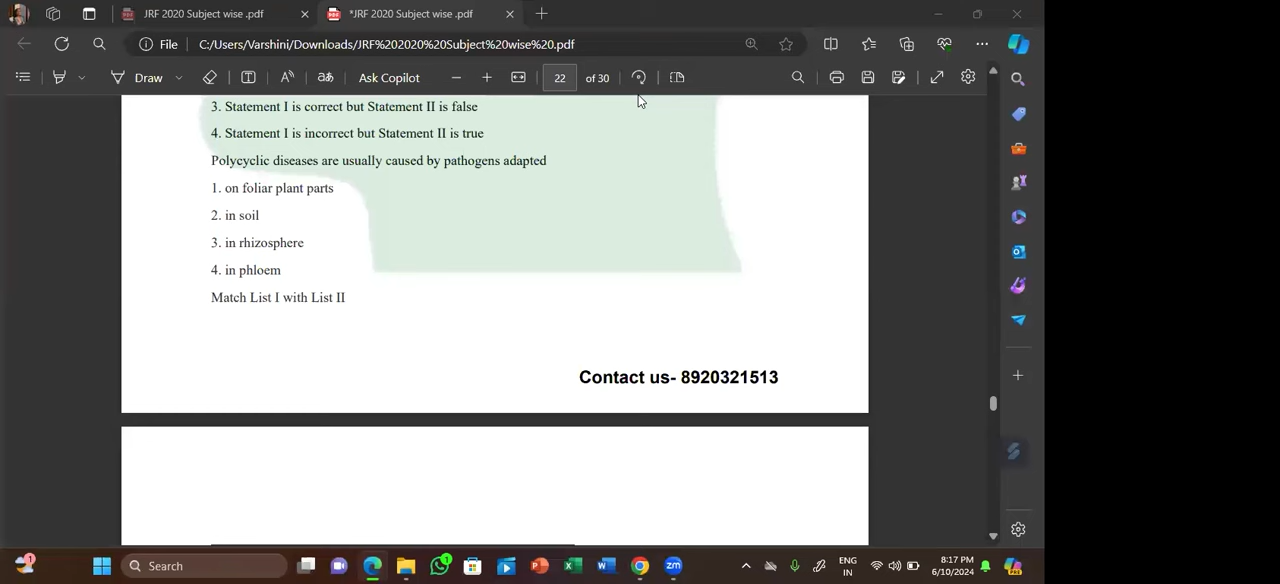 JRF 2020 Subject wise .pdf
*JRF 2020 Subject wise .pdf
File
C:/Users/Varshini/Downloads/JRF%202020%20Subject%20wise%20.pdf
Draw
Ask Copilot
22
of 30
3. Statement I is correct but Statement II is false
4. Statement I is incorrect but Statement II is true
Polycyclic diseases are usually caused by pathogens adapted
1. on foliar plant parts
2. in soil
3. in rhizosphere
4. in phloem
Match List I with List II
Contact us- 8920321513
Search
ENG
IN
8:17 PM
6/10/2024